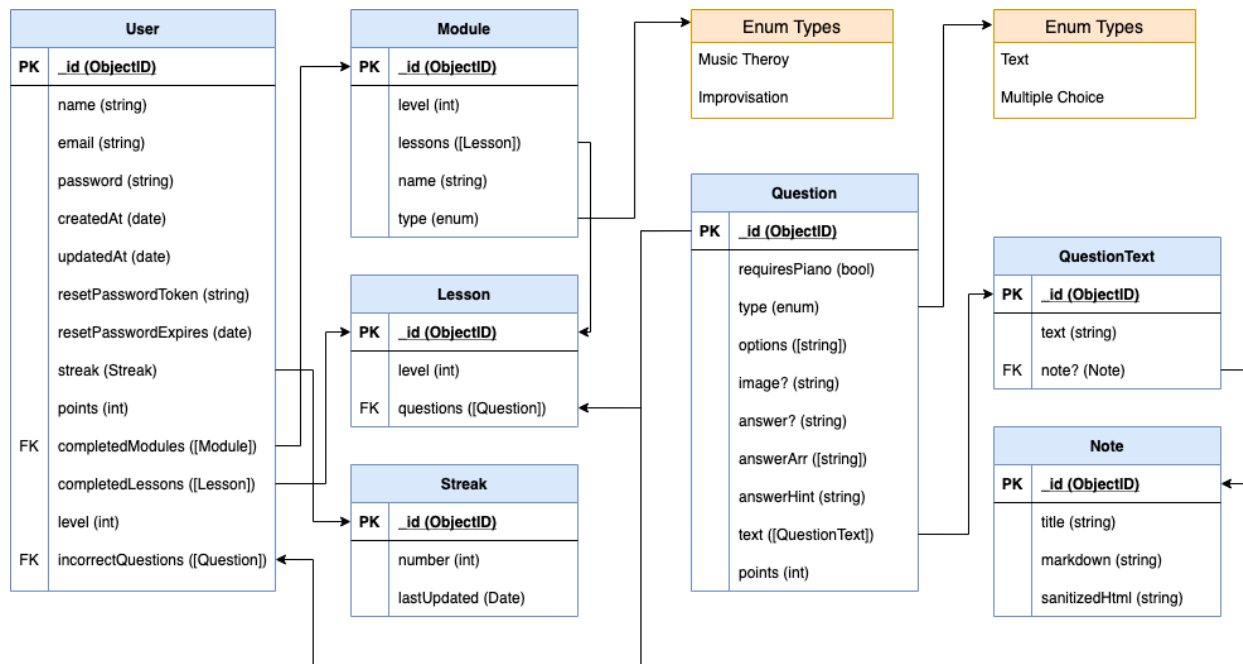 User
PK _id (ObjectID)
name (string)
email (string)
password (string)
createdAt (date)
updatedAt (date)
resetPasswordToken (string)
resetPasswordExpires (date)
streak (Streak)
points (int)
FK completedModules ([Module])
completedLessons ([Lesson])
level (int)
FK incorrectQuestions ([Question])
Module
PK _id (ObjectID)
level (int)
lessons ([Lesson])
name (string)
type (enum)
Lesson
PK _id (ObjectID)
level (int)
FK questions ([Question])
Streak
PK _id (ObjectID)
number (int)
lastUpdated (Date)
Enum Types
Music Theroy
Improvisation
Question
PK _id (ObjectID)
requiresPiano (bool)
type (enum)
options ([string])
image? (string)
answer? (string)
answerArr ([string])
answerHint (string)
text ([QuestionText])
points (int)
Enum Types
Text
Multiple Choice
QuestionText
PK _id (ObjectID)
text (string)
FK note? (Note)
Note
PK _id (ObjectID)
title (string)
markdown (string)
sanitizedHtml (string)